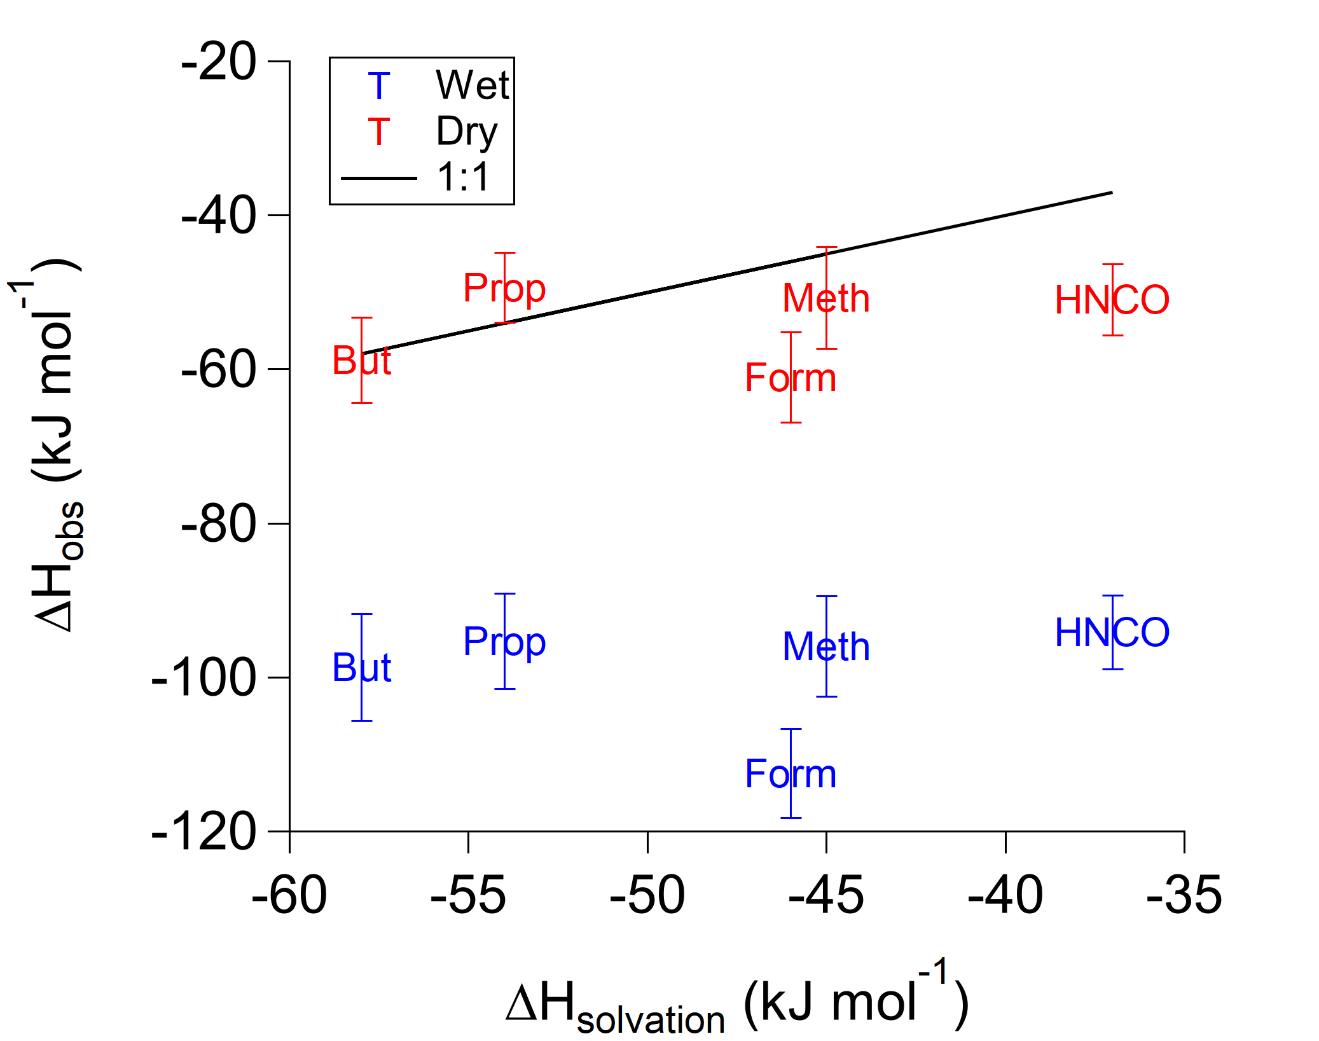 -20
-40
-60
-80
-100
-120
ΔHobs (kJ mol-1)
Wet
Dry
1:1
T
T
Prop
But
Meth
HNCO
Form
Prop
But
Meth
HNCO
Form
-60 -55 -50 -45 -40 -35
ΔHsolvation (kJ mol-1)